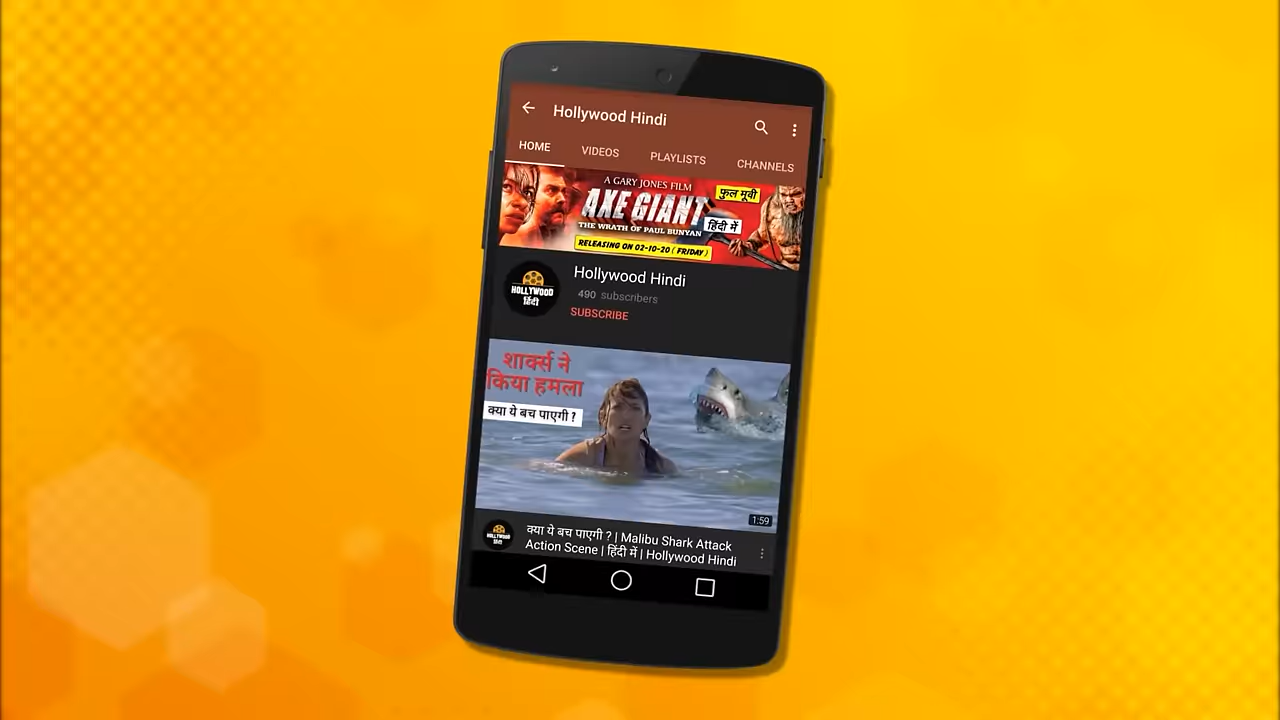 Hollywood Hindi
HOME VIDEOS PLAYLISTS CHANNELS
A GARY JONES FILM
AXE GIANT
THE WRATH OF PAUL BUNYAN
फुल मूवी
हिंदी में
RELEASING ON 02-10-20 ( FRIDAY )
HOLLYWOOD
हिंदी
Hollywood Hindi
490 subscribers
SUBSCRIBE
शार्क्स ने
किया हमला
क्या ये बच पाएगी ?
1:59
HOLLYWOOD
हिंदी
क्या ये बच पाएगी ? | Malibu Shark Attack
Action Scene | हिंदी में | Hollywood Hindi